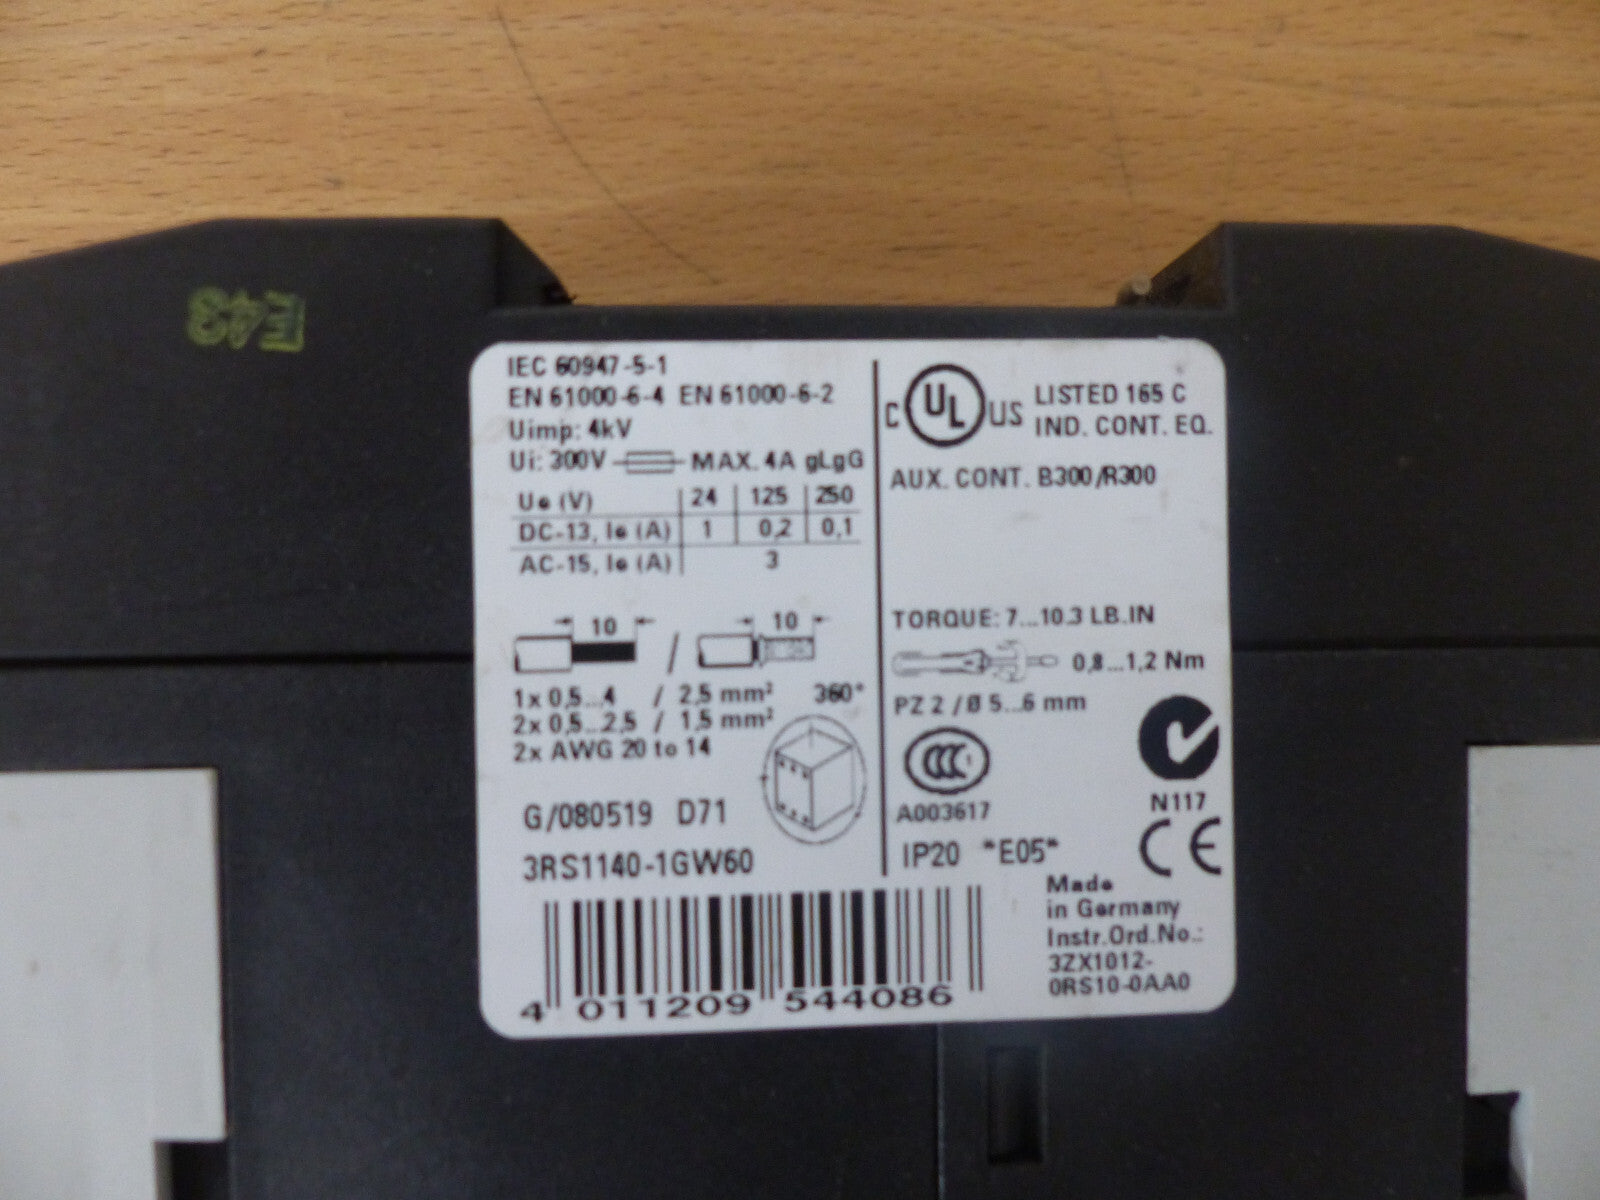 E43
IEC 60947-5-1
EN 61000-6-4 EN 61000-6-2
Uimp: 4kV
Ui: 300V MAX. 4A gLgG
Ue (V) 24 125 250
DC-13, Ie (A) 1 0,2 0,1
AC-15, Ie (A) 3
10 / 10
1x 0,5...4 / 2,5 mm² 360°
2x 0,5...2,5 / 1,5 mm²
2x AWG 20 to 14
G/080519 D71
3RS1140-1GW60
4 011209 544086
C UL US LISTED 165 C
IND. CONT. EQ.
AUX. CONT. B300/R300
TORQUE: 7...10.3 LB.IN
0,8...1,2 Nm
PZ 2 / Ø 5...6 mm
CCC
A003617
N117
IP20 "E05" CE
Made
in Germany
Instr.Ord.No.:
3ZX1012-
0RS10-0AA0